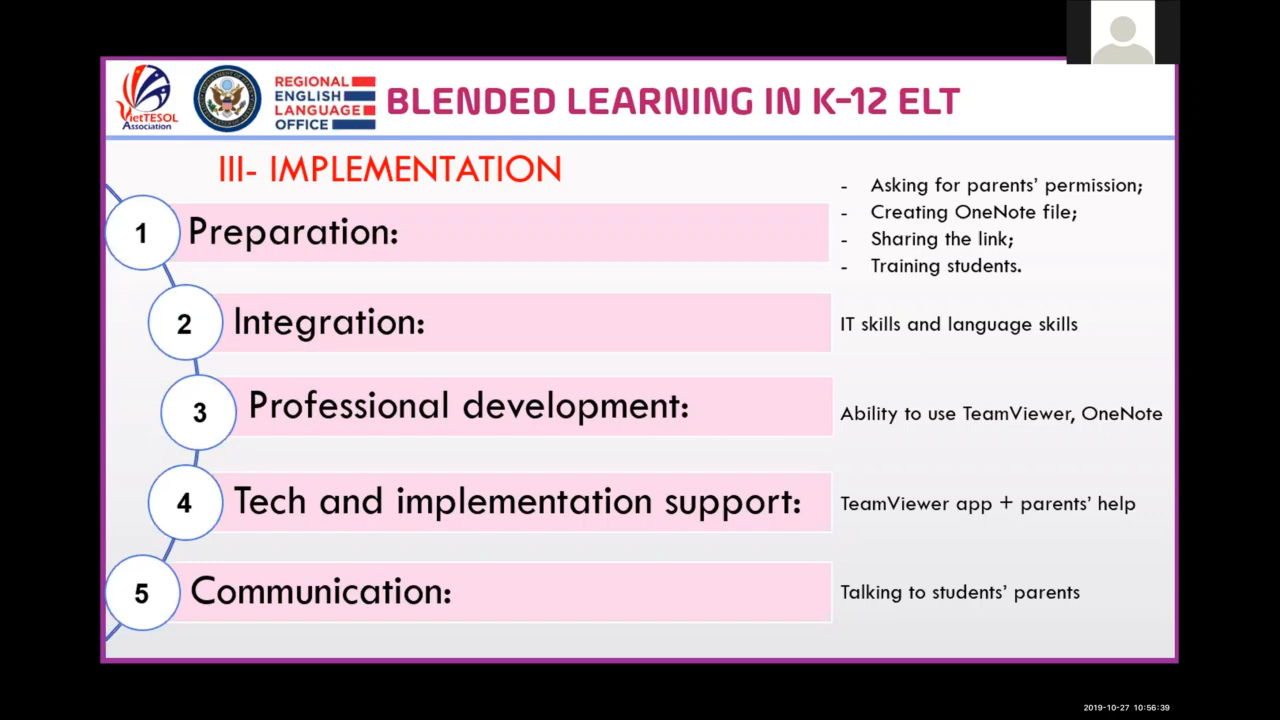 VietTESOL
Association
REGIONAL
ENGLISH
LANGUAGE
OFFICE
BLENDED LEARNING IN K-12 ELT
III- IMPLEMENTATION
1 Preparation:
- Asking for parents’ permission;
- Creating OneNote file;
- Sharing the link;
- Training students.
2 Integration:
IT skills and language skills
3 Professional development:
Ability to use TeamViewer, OneNote
4 Tech and implementation support:
TeamViewer app + parents’ help
5 Communication:
Talking to students’ parents
2019-10-27 10:56:39